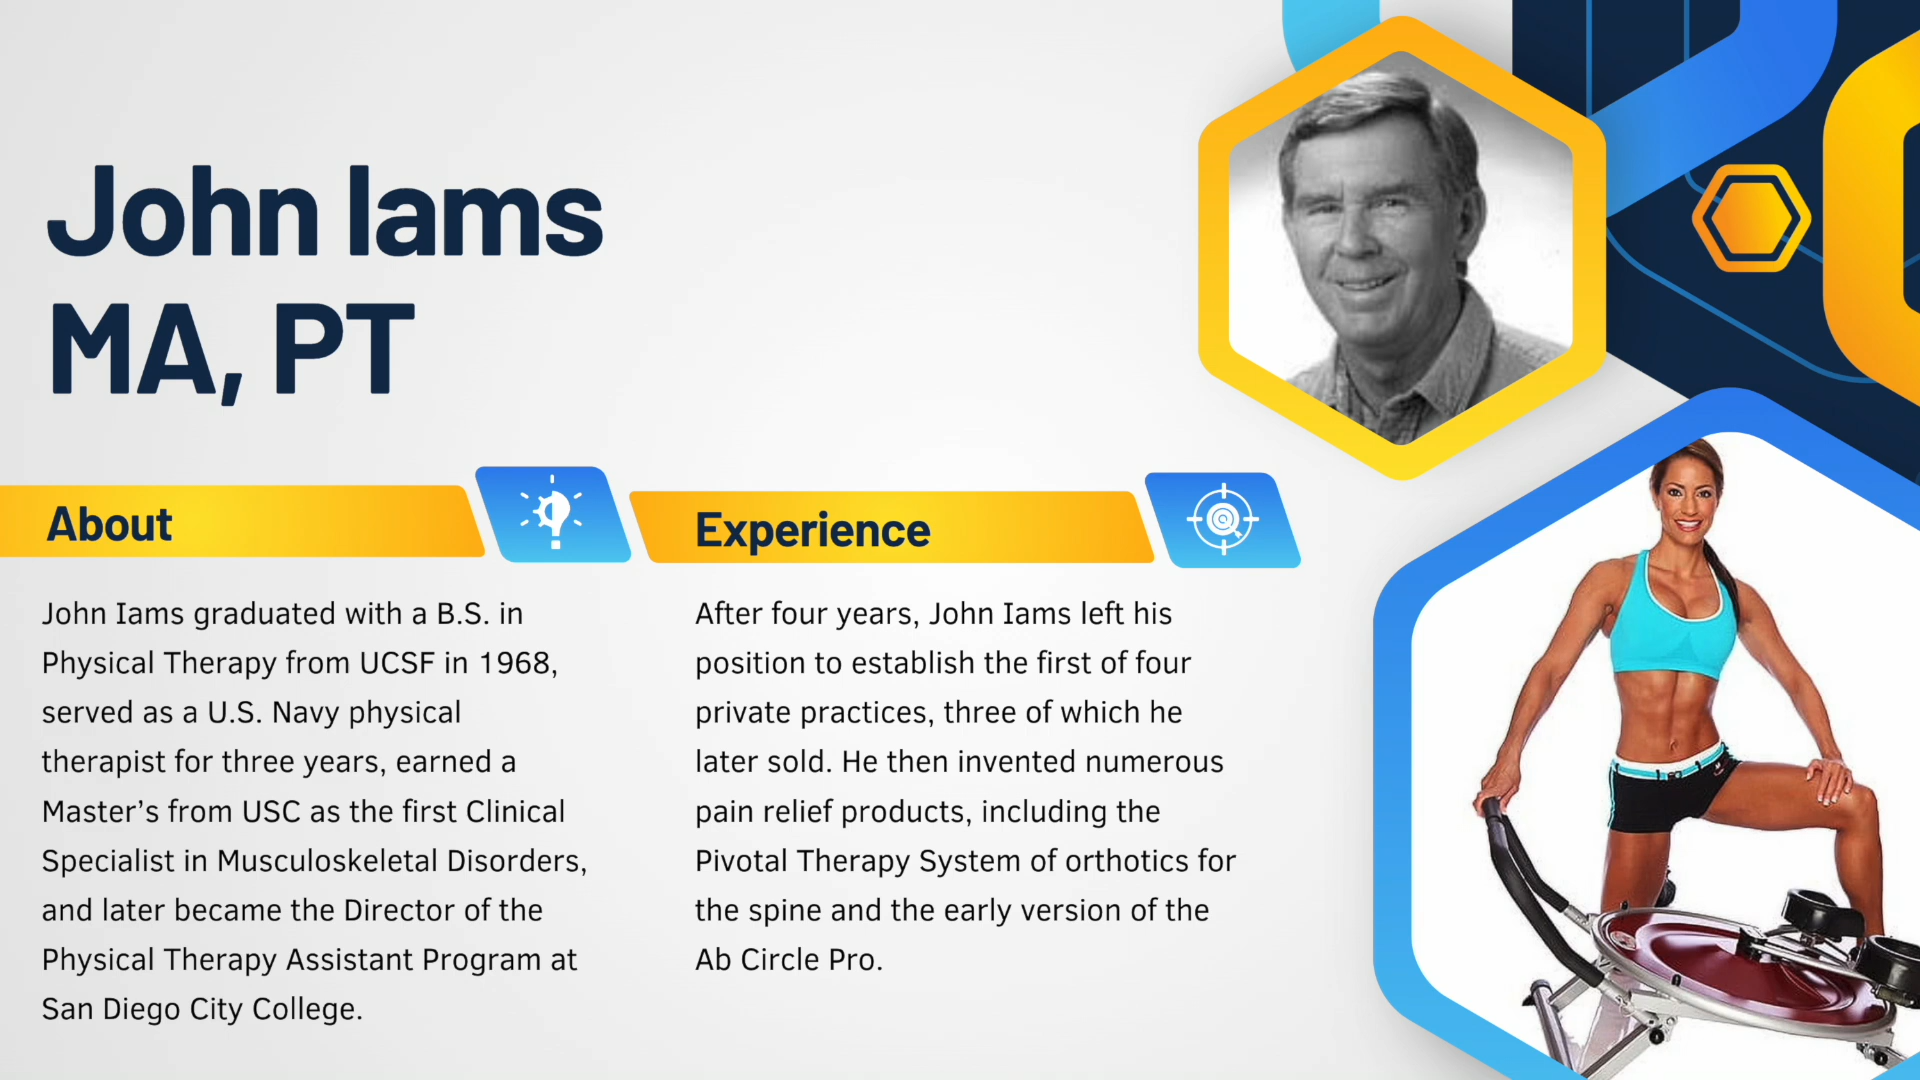 John Iams
MA, PT
About
John Iams graduated with a B.S. in
Physical Therapy from UCSF in 1968,
served as a U.S. Navy physical
therapist for three years, earned a
Master’s from USC as the first Clinical
Specialist in Musculoskeletal Disorders,
and later became the Director of the
Physical Therapy Assistant Program at
San Diego City College.
Experience
After four years, John Iams left his
position to establish the first of four
private practices, three of which he
later sold. He then invented numerous
pain relief products, including the
Pivotal Therapy System of orthotics for
the spine and the early version of the
Ab Circle Pro.